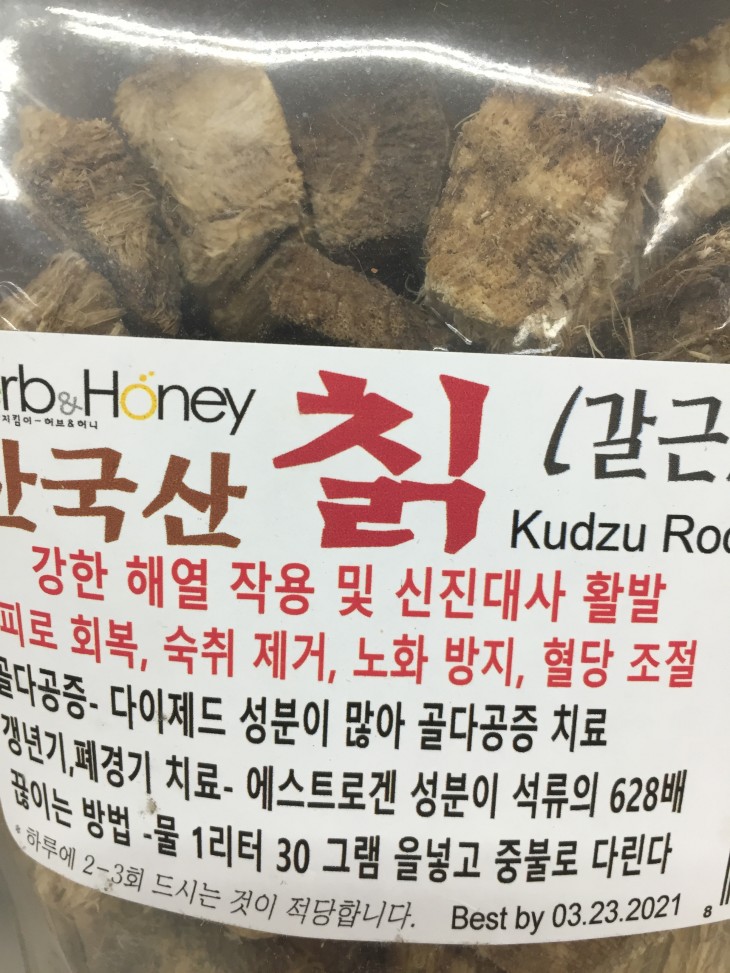 rb&Honey
지킴이-허브&허니
한국산 칡 (갈근)
Kudzu Roo
강한 해열 작용 및 신진대사 활발
피로 회복, 숙취 제거, 노화 방지, 혈당 조절
골다공증- 다이제드 성분이 많아 골다공증 치료
갱년기,폐경기 치료- 에스트로겐 성분이 석류의 628배
끊이는 방법 -물 1리터 30 그램 을넣고 중불로 다린다
* 하루에 2-3회 드시는 것이 적당합니다.
Best by 03.23.2021
8